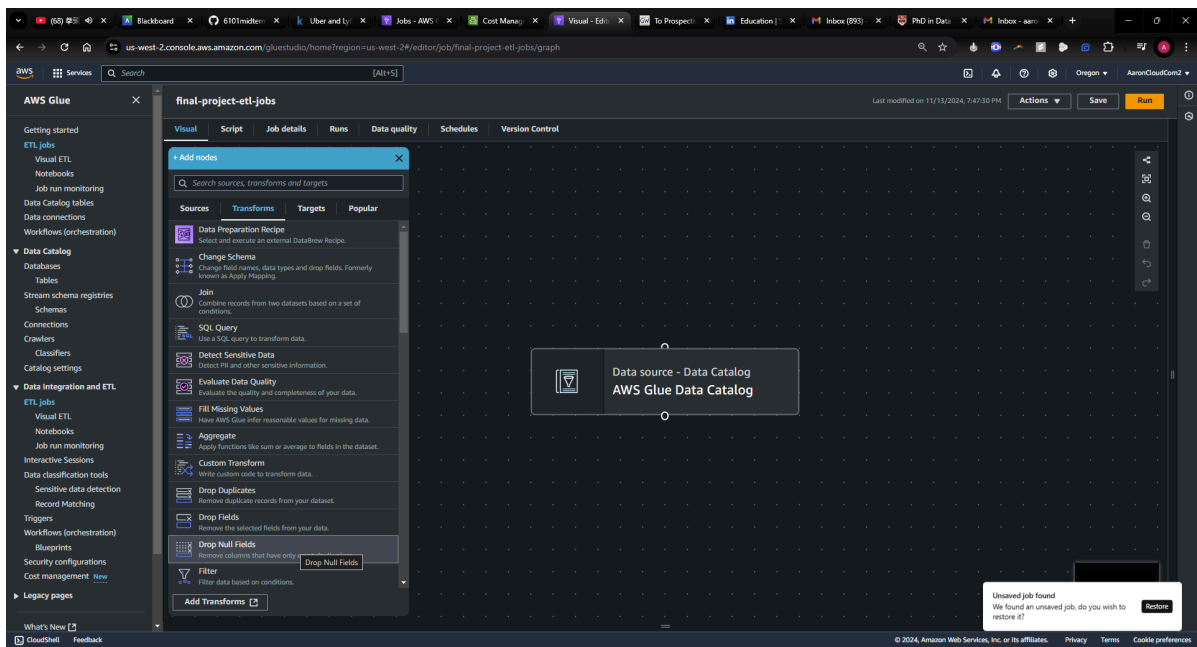 (68)
Blackboard
6101midterm
Uber and Ly
Jobs - AWS
Cost Manag
Visual - Edit
To Prospecti
Education |
Inbox (893)
PhD in Data
Inbox - aaro
us-west-2.console.aws.amazon.com/gluestudio/home?region=us-west-2#/editor/job/final-project-etl-jobs/graph
A
aws
Services
Search
[Alt+S]
Oregon
AaronCloudCom2
AWS Glue
Getting started
ETL jobs
Visual ETL
Notebooks
Job run monitoring
Data Catalog tables
Data connections
Workflows (orchestration)
Data Catalog
Databases
Tables
Stream schema registries
Schemas
Connections
Crawlers
Classifiers
Catalog settings
Data Integration and ETL
ETL jobs
Visual ETL
Notebooks
Job run monitoring
Interactive Sessions
Data classification tools
Sensitive data detection
Record Matching
Triggers
Workflows (orchestration)
Blueprints
Security configurations
Cost management New
Legacy pages
What's New
final-project-etl-jobs
Last modified on 11/13/2024, 7:47:30 PM
Actions
Save
Run
Visual
Script
Job details
Runs
Data quality
Schedules
Version Control
+ Add nodes
Search sources, transforms and targets
Sources
Transforms
Targets
Popular
Data Preparation Recipe
Select and execute an external DataBrew Recipe.
Change Schema
Change field names, data types and drop fields. Formerly
known as Apply Mapping.
Join
Combine records from two datasets based on a set of
conditions.
SQL Query
Use a SQL query to transform data.
Detect Sensitive Data
Detect PII and other sensitive information.
Evaluate Data Quality
Evaluate the quality and completeness of your data.
Fill Missing Values
Have AWS Glue infer reasonable values for missing data.
Aggregate
Apply functions like sum or average to fields in the dataset.
Custom Transform
Write custom code to transform data.
Drop Duplicates
Remove duplicate records from your dataset.
Drop Fields
Remove the selected fields from your data.
Drop Null Fields
Remove columns that have only
Drop Null Fields
Filter
Filter data based on conditions.
Add Transforms
Data source - Data Catalog
AWS Glue Data Catalog
Unsaved job found
We found an unsaved job, do you wish to
restore it?
Restore
CloudShell
Feedback
© 2024, Amazon Web Services, Inc. or its affiliates.
Privacy
Terms
Cookie preferences